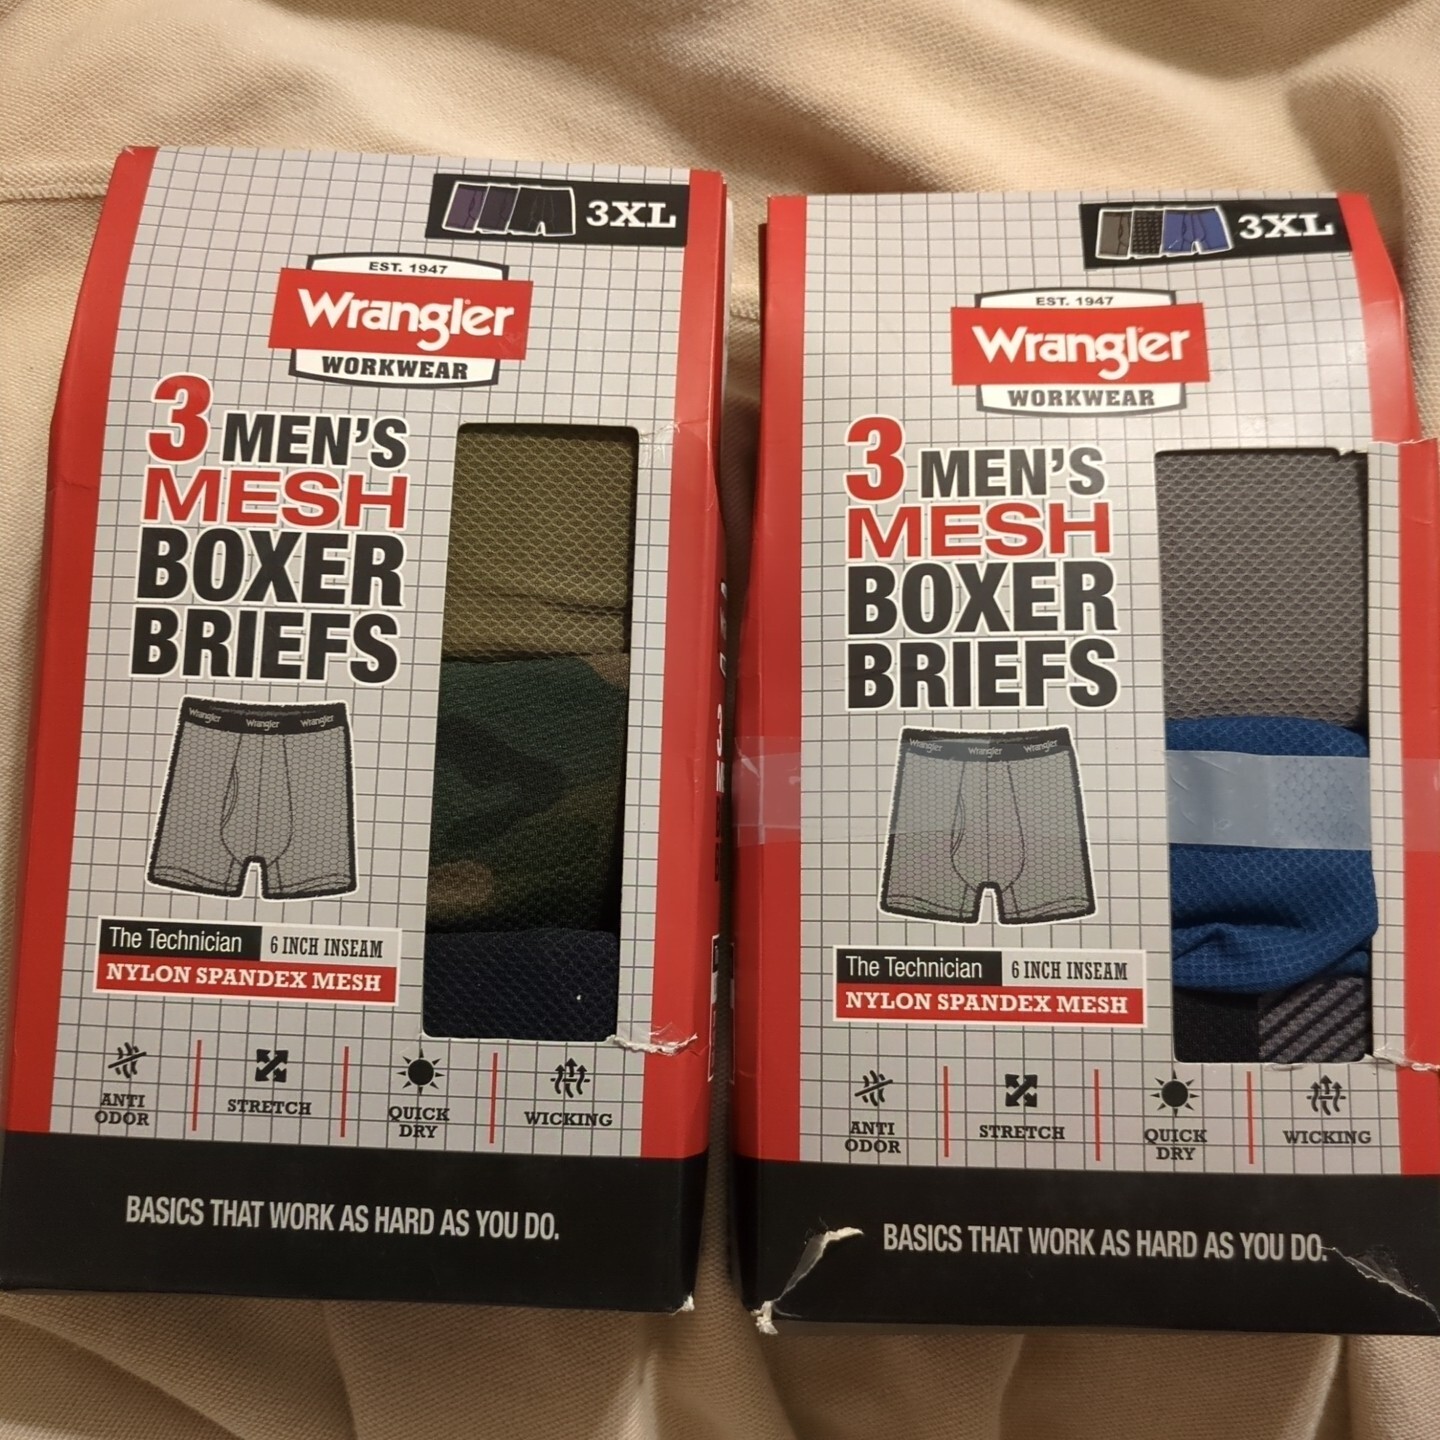 3XL
EST. 1947
Wrangler
WORKWEAR
3 MEN'S
MESH
BOXER
BRIEFS
Wrangler Wrangler Wrangler
The Technician 6 INCH INSEAM
NYLON SPANDEX MESH
ANTI
ODOR
STRETCH
QUICK
DRY
WICKING
BASICS THAT WORK AS HARD AS YOU DO.
3XL
EST. 1947
Wrangler
WORKWEAR
3 MEN'S
MESH
BOXER
BRIEFS
Wrangler Wrangler Wrangler
The Technician 6 INCH INSEAM
NYLON SPANDEX MESH
ANTI
ODOR
STRETCH
QUICK
DRY
WICKING
BASICS THAT WORK AS HARD AS YOU DO.